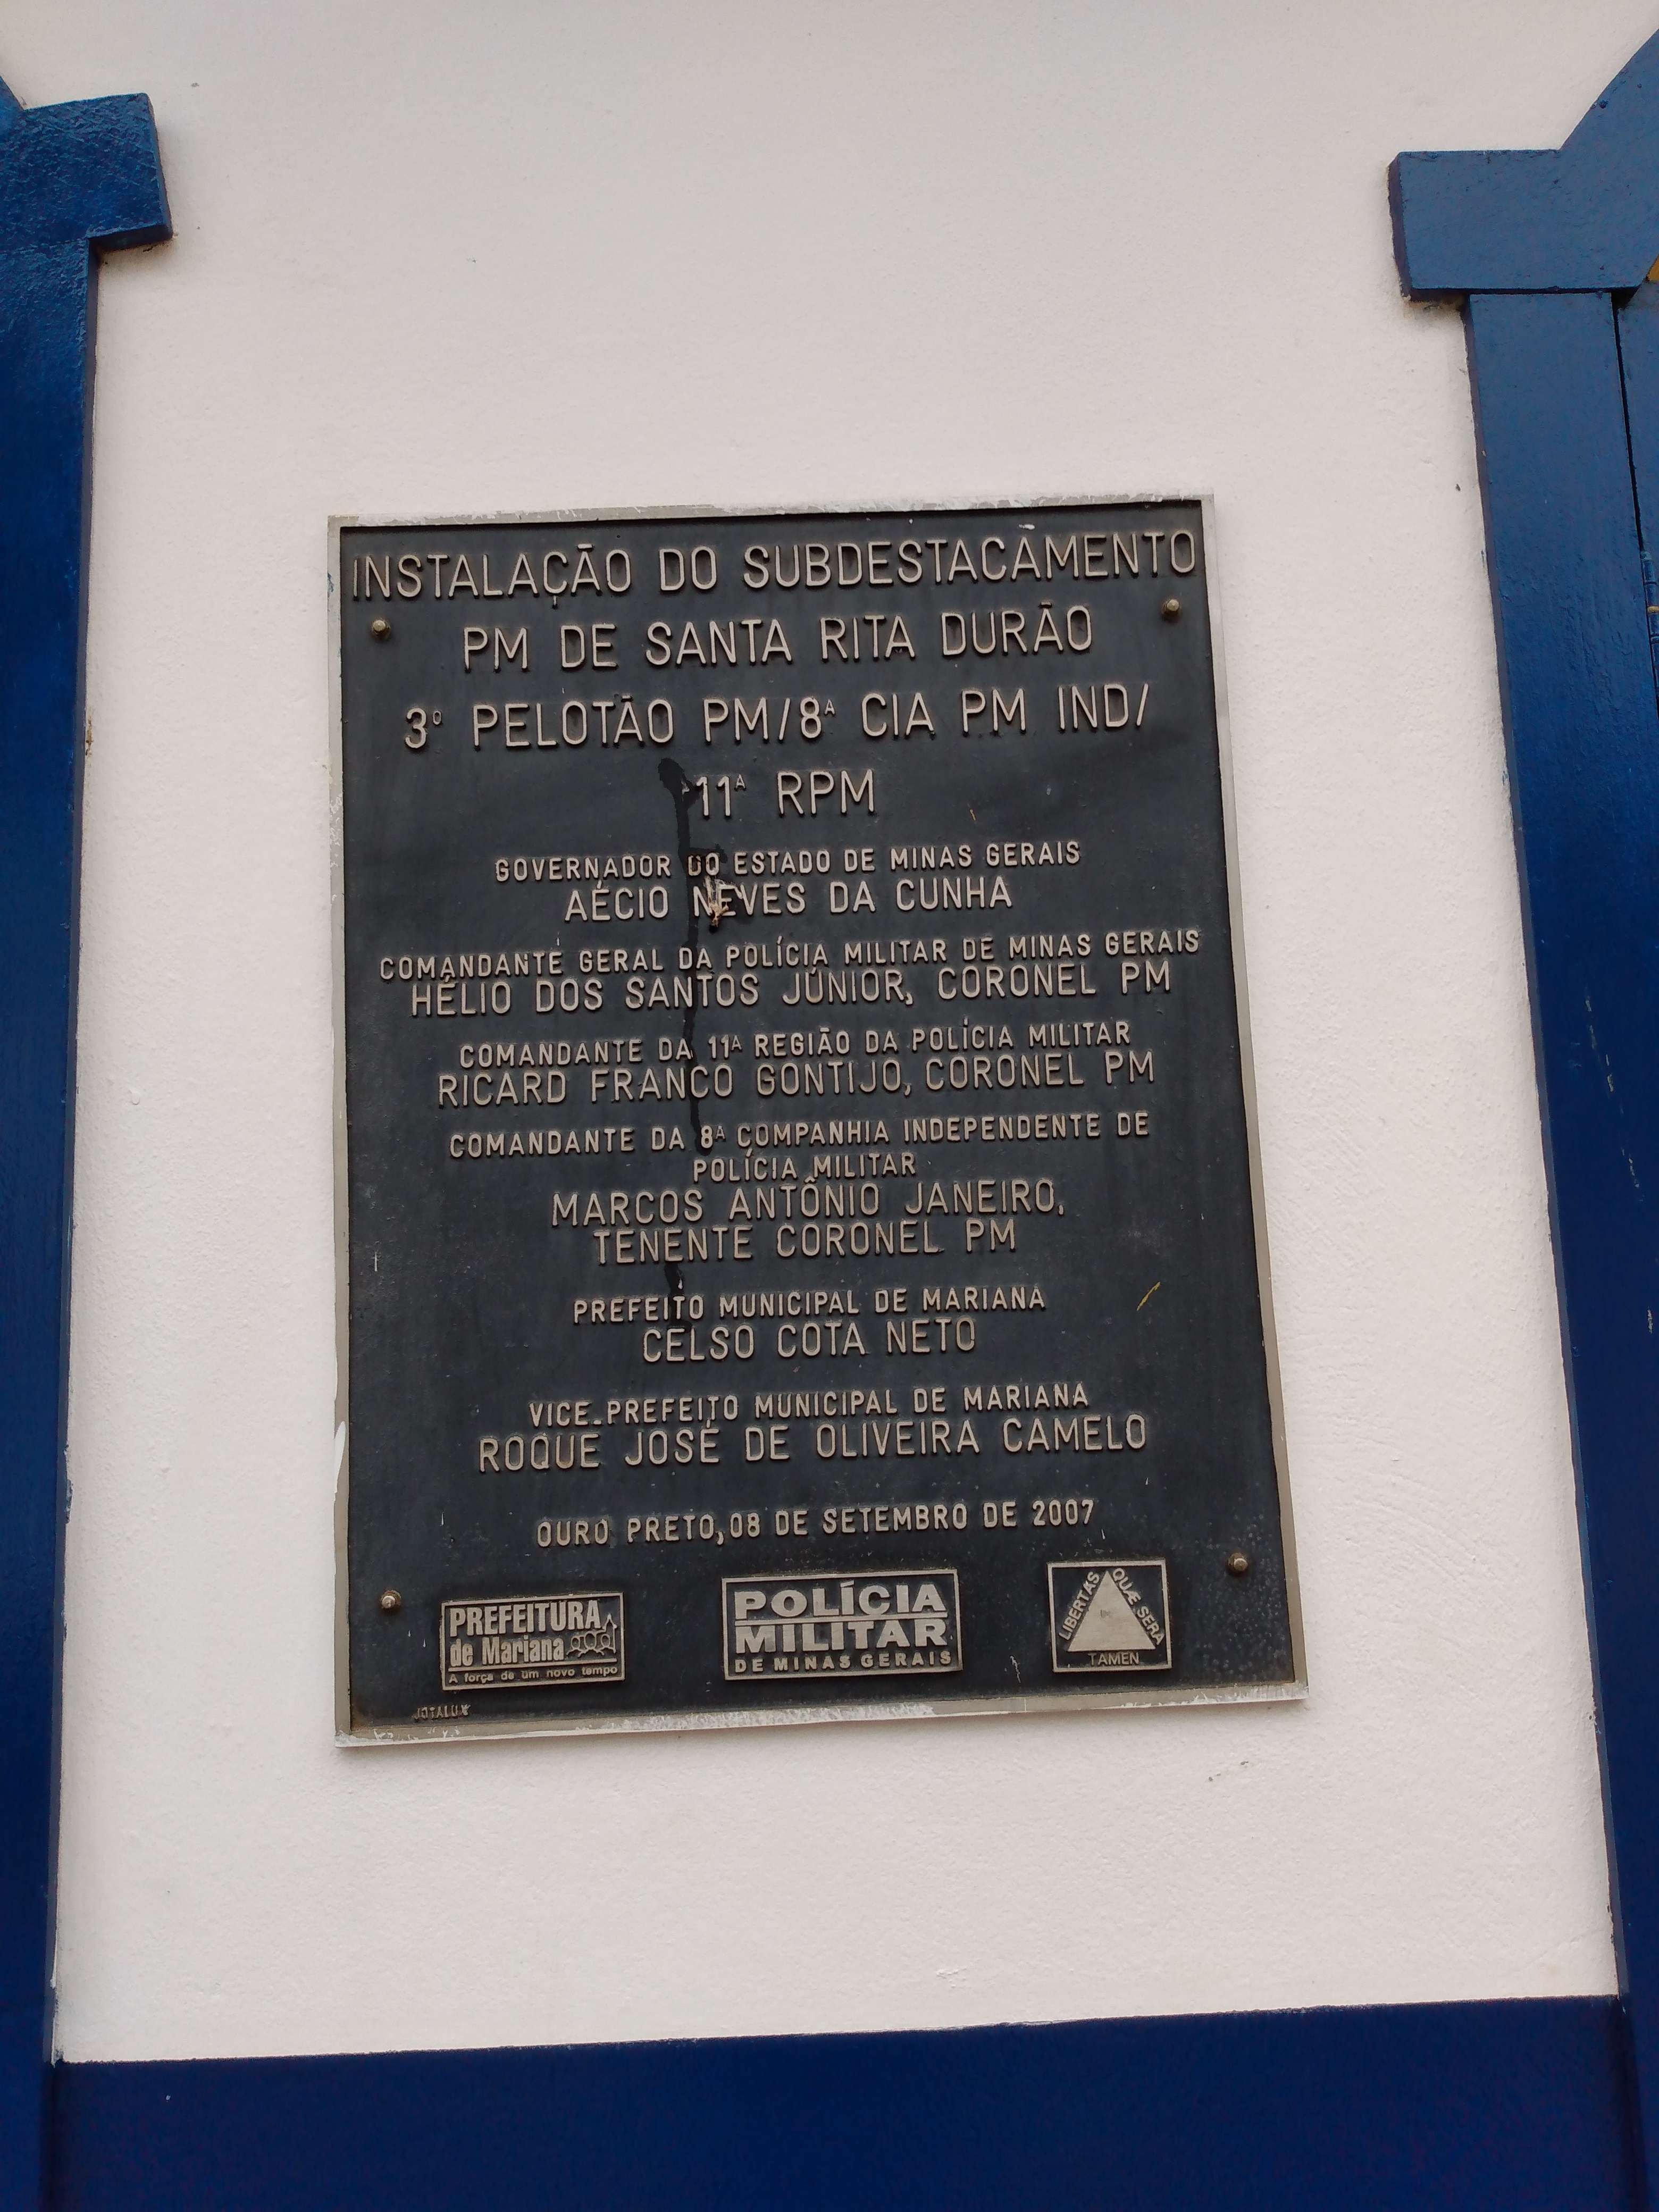 INSTALAÇÃO DO SUBDESTACAMENTO
PM DE SANTA RITA DURÃO
3º PELOTÃO PM/8ª CIA PM IND/
11ª RPM
GOVERNADOR DO ESTADO DE MINAS GERAIS
AÉCIO NEVES DA CUNHA
COMANDANTE GERAL DA POLÍCIA MILITAR DE MINAS GERAIS
HÉLIO DOS SANTOS JÚNIOR, CORONEL PM
COMANDANTE DA 11ª REGIÃO DA POLÍCIA MILITAR
RICARD FRANCO GONTIJO, CORONEL PM
COMANDANTE DA 8ª COMPANHIA INDEPENDENTE DE
POLÍCIA MILITAR
MARCOS ANTÔNIO JANEIRO,
TENENTE CORONEL PM
PREFEITO MUNICIPAL DE MARIANA
CELSO COTA NETO
VICE-PREFEITO MUNICIPAL DE MARIANA
ROQUE JOSÉ DE OLIVEIRA CAMELO
OURO PRETO, 08 DE SETEMBRO DE 2007
PREFEITURA
de Mariana
A força de um novo tempo
POLÍCIA
MILITAR
DE MINAS GERAIS
LIBERTAS QUÆ SERA
TAMEN
JOTALUX